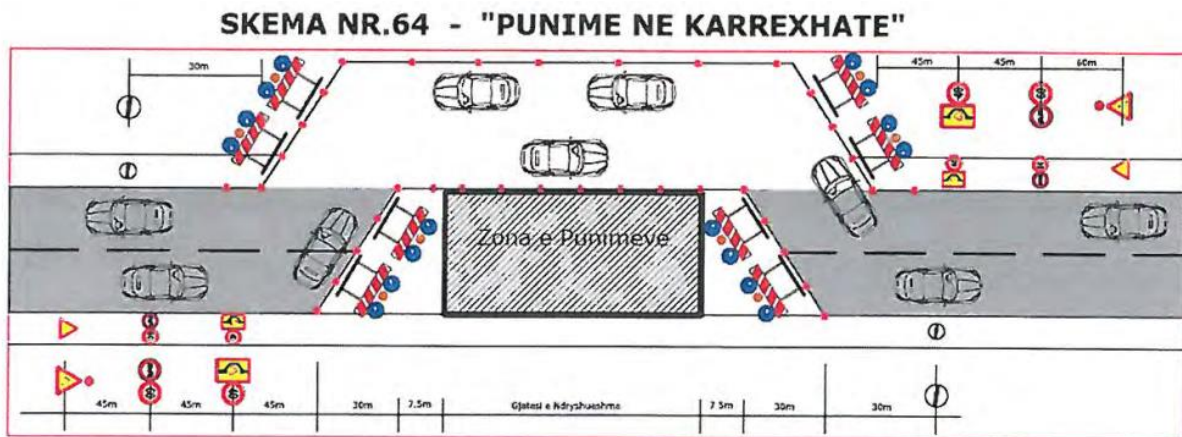 SKEMA NR.64 - "PUNIME NE KARREXHATE"
30m
45m 45m 60m
Zona e Punimeve
45m 45m 45m 30m 7.5m Gjatesi e Ndryshueshme 7.5m 30m 30m